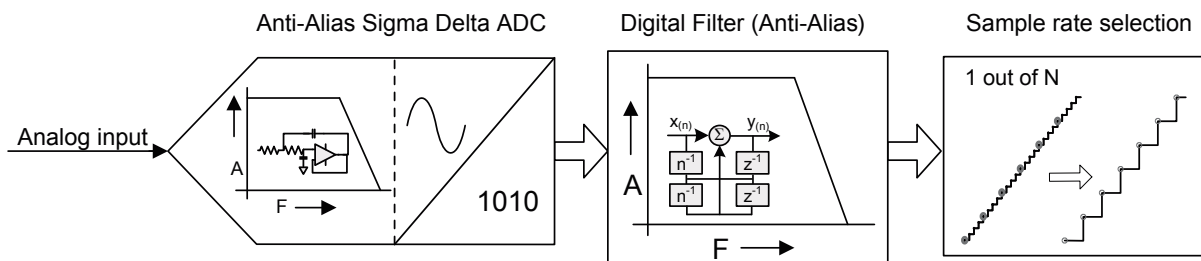 Anti-Alias Sigma Delta ADC
Digital Filter (Anti-Alias)
Sample rate selection
Analog input
A
F
1010
A
F
x(n)
Σ
y(n)
n-1
z-1
n-1
z-1
1 out of N